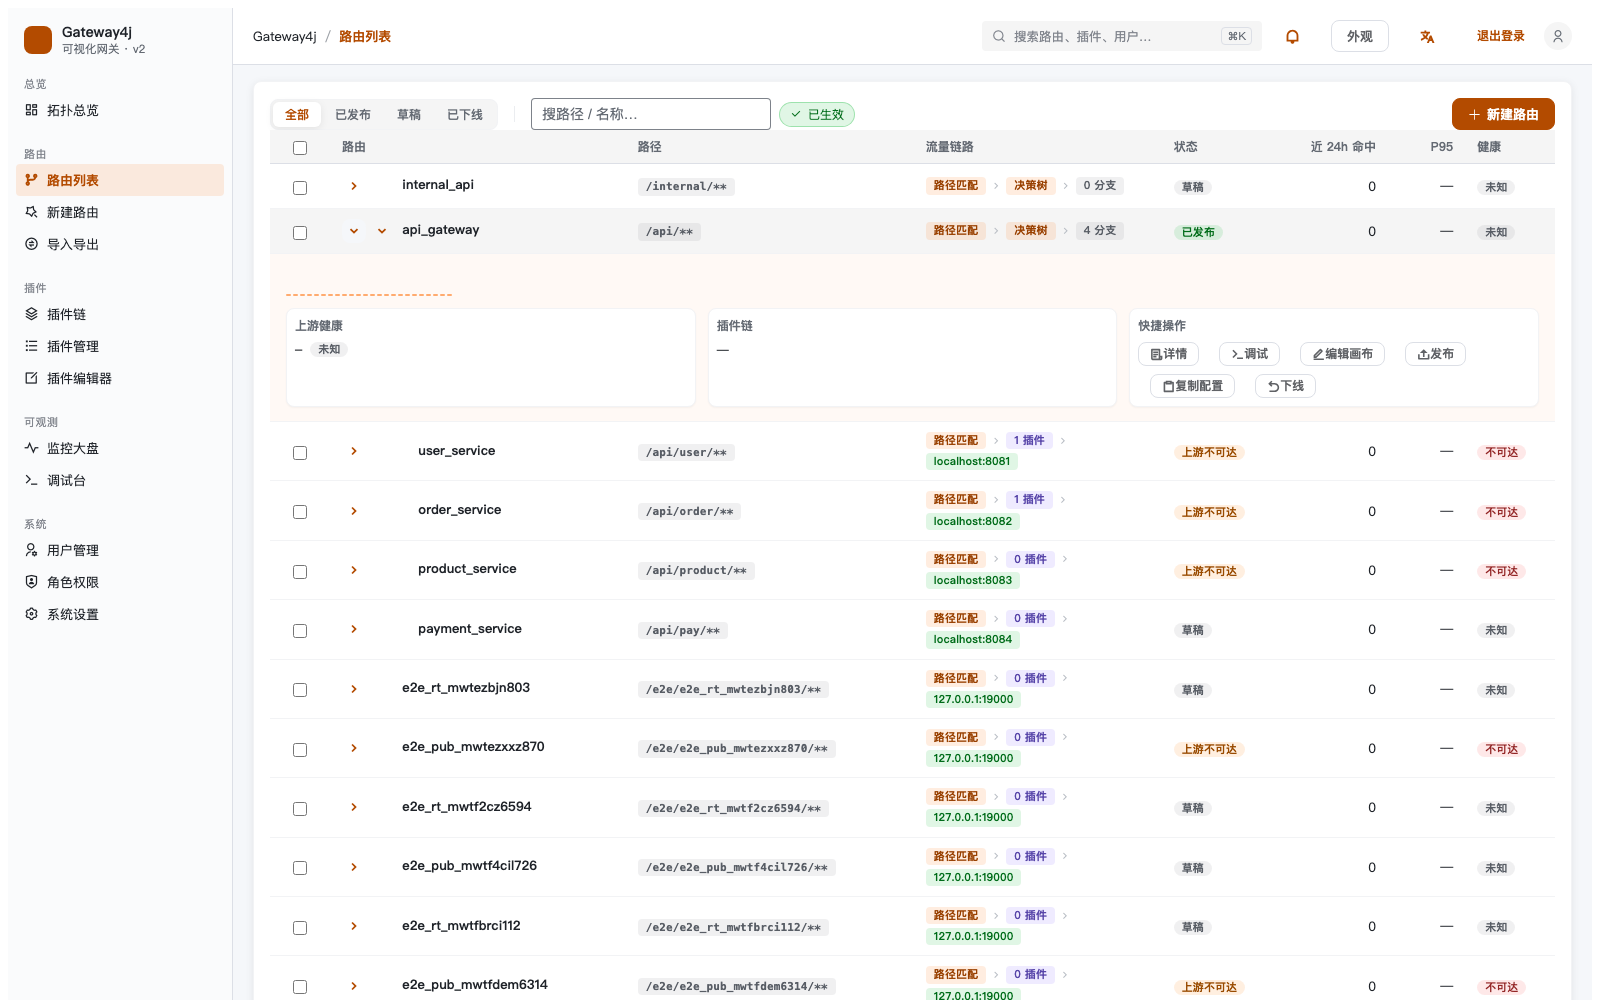 Gateway4j
可视化网关 · v2
总览
拓扑总览
路由
路由列表
新建路由
导入导出
插件
插件链
插件管理
插件编辑器
可观测
监控大盘
调试台
系统
用户管理
角色权限
系统设置
Gateway4j / 路由列表
搜索路由、插件、用户... ⌘K
外观
退出登录
全部 已发布 草稿 已下线
搜路径 / 名称...
已生效
+ 新建路由
路由 路径 流量链路 状态 近 24h 命中 P95 健康
internal_api /internal/** 路径匹配 › 决策树 › 0 分支 草稿 0 — 未知
api_gateway /api/** 路径匹配 › 决策树 › 4 分支 已发布 0 — 未知
上游健康
– 未知
插件链
—
快捷操作
详情 调试 编辑画布 发布
复制配置 下线
user_service /api/user/** 路径匹配 › 1 插件 › 上游不可达 0 — 不可达
localhost:8081
order_service /api/order/** 路径匹配 › 1 插件 › 上游不可达 0 — 不可达
localhost:8082
product_service /api/product/** 路径匹配 › 0 插件 › 上游不可达 0 — 不可达
localhost:8083
payment_service /api/pay/** 路径匹配 › 0 插件 › 草稿 0 — 未知
localhost:8084
e2e_rt_mwtezbjn803 /e2e/e2e_rt_mwtezbjn803/** 路径匹配 › 0 插件 › 草稿 0 — 未知
127.0.0.1:19000
e2e_pub_mwtezxxz870 /e2e/e2e_pub_mwtezxxz870/** 路径匹配 › 0 插件 › 上游不可达 0 — 不可达
127.0.0.1:19000
e2e_rt_mwtf2cz6594 /e2e/e2e_rt_mwtf2cz6594/** 路径匹配 › 0 插件 › 草稿 0 — 未知
127.0.0.1:19000
e2e_pub_mwtf4cil726 /e2e/e2e_pub_mwtf4cil726/** 路径匹配 › 0 插件 › 草稿 0 — 未知
127.0.0.1:19000
e2e_rt_mwtfbrci112 /e2e/e2e_rt_mwtfbrci112/** 路径匹配 › 0 插件 › 草稿 0 — 未知
127.0.0.1:19000
e2e_pub_mwtfdem6314 /e2e/e2e_pub_mwtfdem6314/** 路径匹配 › 0 插件 › 上游不可达 0 — 不可达
127.0.0.1:19000